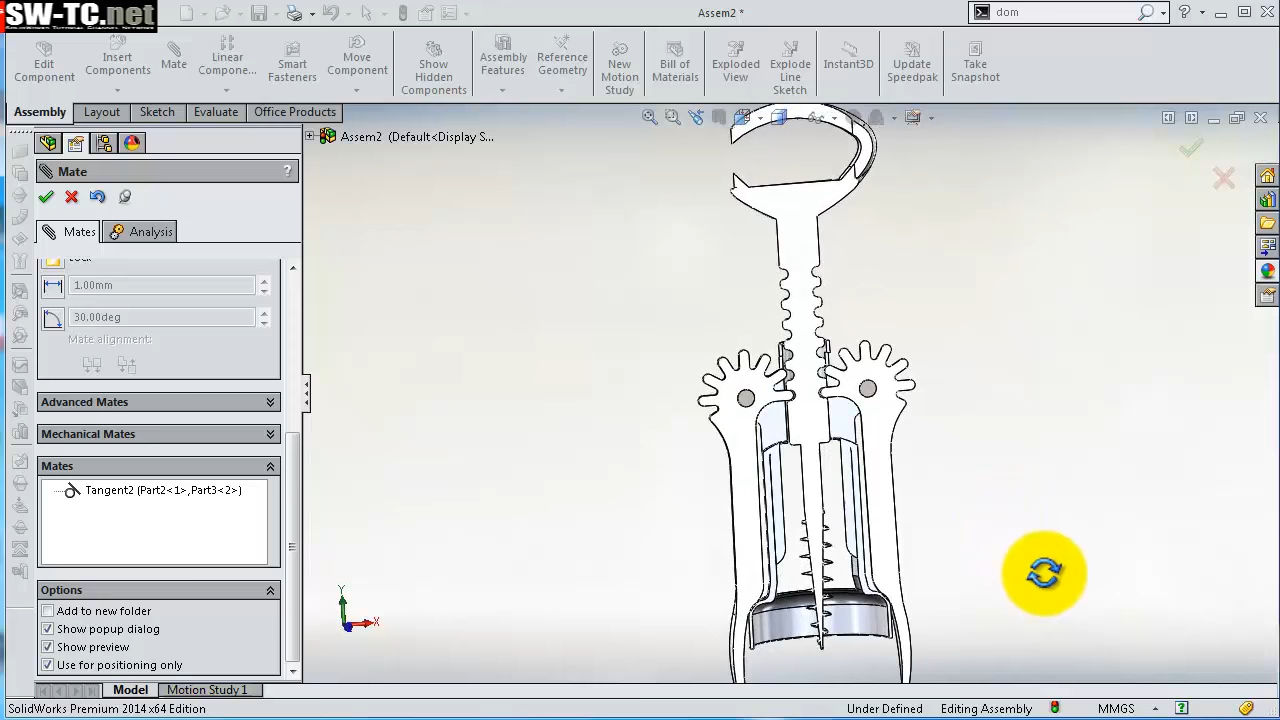 SW-TC.net
Assem2 *
dom
Edit Component
Insert Components
Mate
Linear Compone...
Smart Fasteners
Move Component
Show Hidden Components
Assembly Features
Reference Geometry
New Motion Study
Bill of Materials
Exploded View
Explode Line Sketch
Instant3D
Update Speedpak
Take Snapshot
Assembly Layout Sketch Evaluate Office Products
Assem2 (Default<Display S...
Mate ?
Mates Analysis
1.00mm
30.00deg
Mate alignment:
Advanced Mates
Mechanical Mates
Mates
Tangent2 (Part2<1>,Part3<2>)
Options
Add to new folder
Show popup dialog
Show preview
Use for positioning only
Y
X
Model Motion Study 1
SolidWorks Premium 2014 x64 Edition Under Defined Editing Assembly MMGS ?